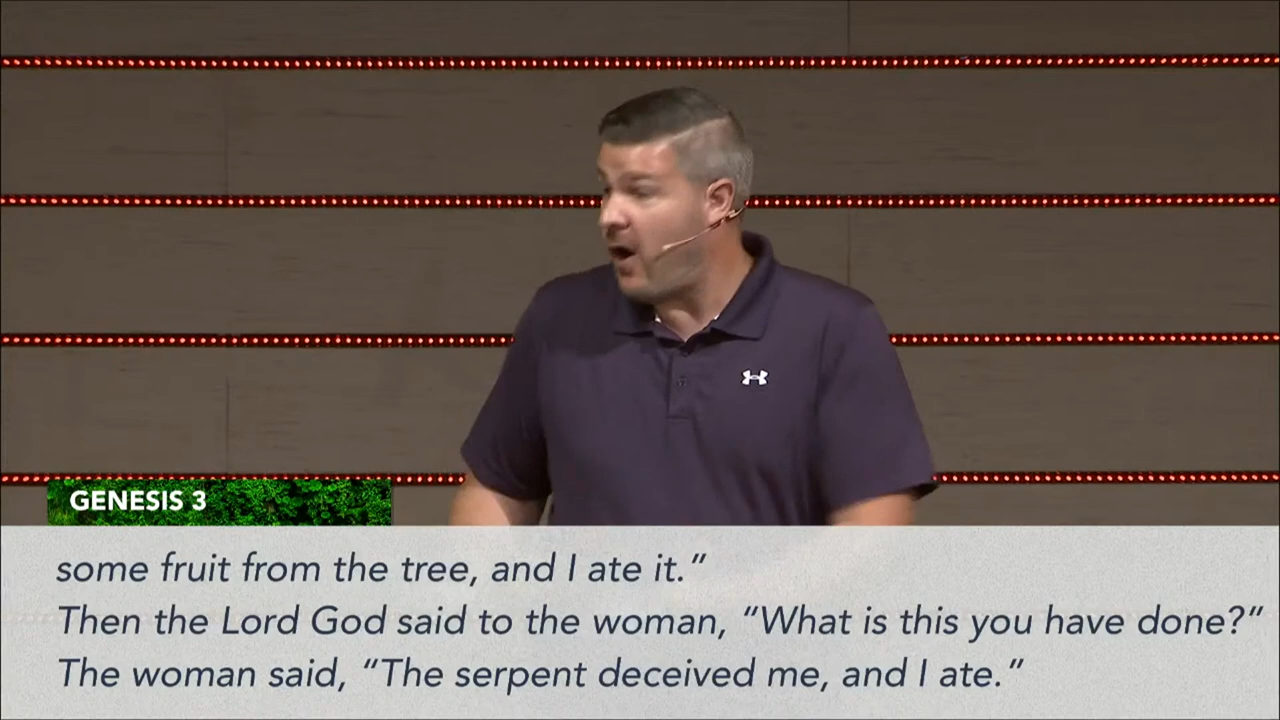 GENESIS 3
some fruit from the tree, and I ate it.”
Then the Lord God said to the woman, “What is this you have done?”
The woman said, “The serpent deceived me, and I ate.”